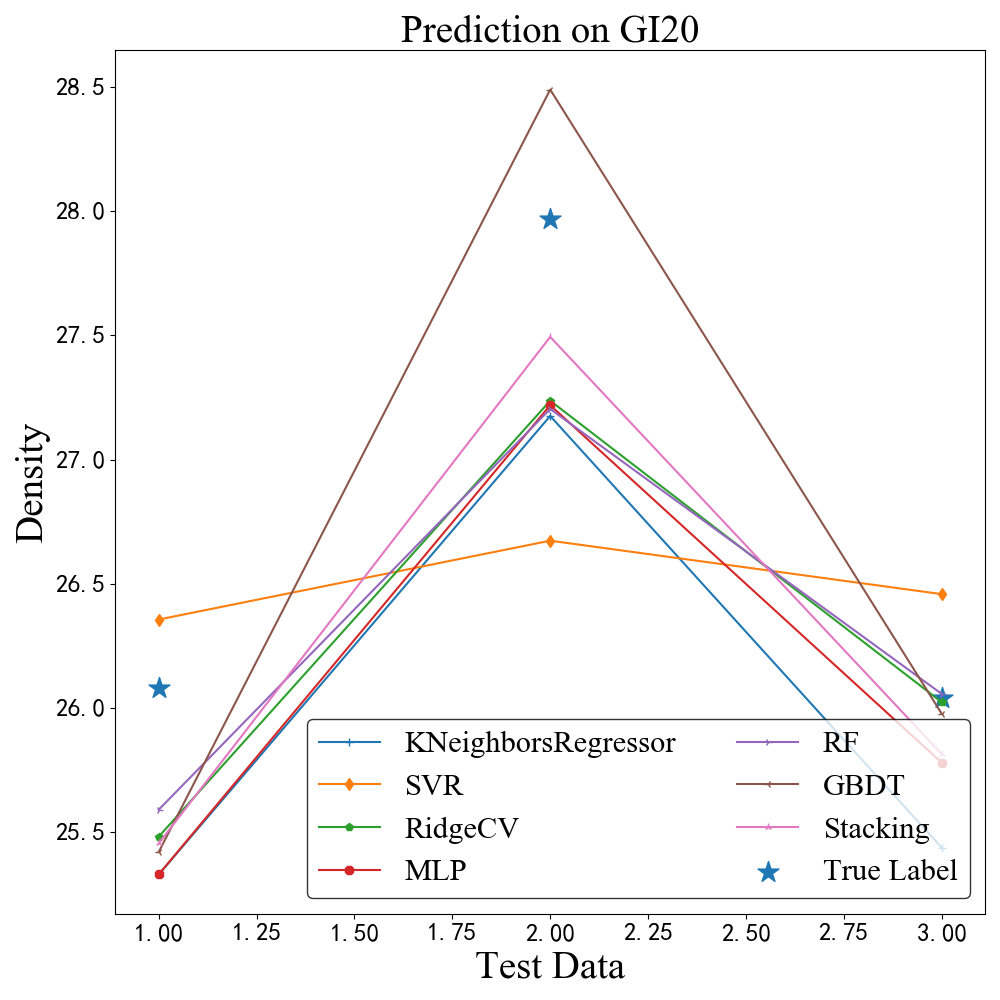 Prediction on GI20
Density
28.5
28.0
27.5
27.0
26.5
26.0
25.5
KNeighborsRegressor
SVR
RidgeCV
MLP
RF
GBDT
Stacking
True Label
1.00 1.25 1.50 1.75 2.00 2.25 2.50 2.75 3.00
Test Data